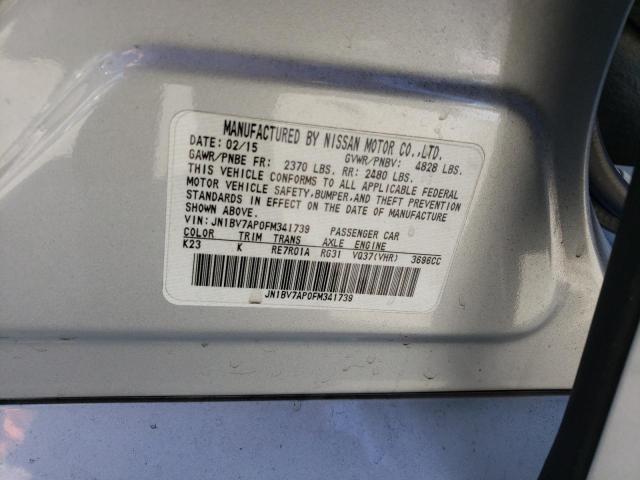 MANUFACTURED BY NISSAN MOTOR CO.,LTD.
DATE: 02/15 GVWR/PNBV: 4828 LBS.
GAWR/PNBE FR: 2370 LBS. RR: 2480 LBS.
THIS VEHICLE CONFORMS TO ALL APPLICABLE FEDERAL
MOTOR VEHICLE SAFETY, BUMPER, AND THEFT PREVENTION
STANDARDS IN EFFECT ON THE DATE OF MANUFACTURE
SHOWN ABOVE.
VIN: JN1BV7AP0FM341739 PASSENGER CAR
COLOR TRIM TRANS AXLE ENGINE
K23 K RE7R01A RG31 VQ37(VHR) 3696CC
JN1BV7AP0FM341739